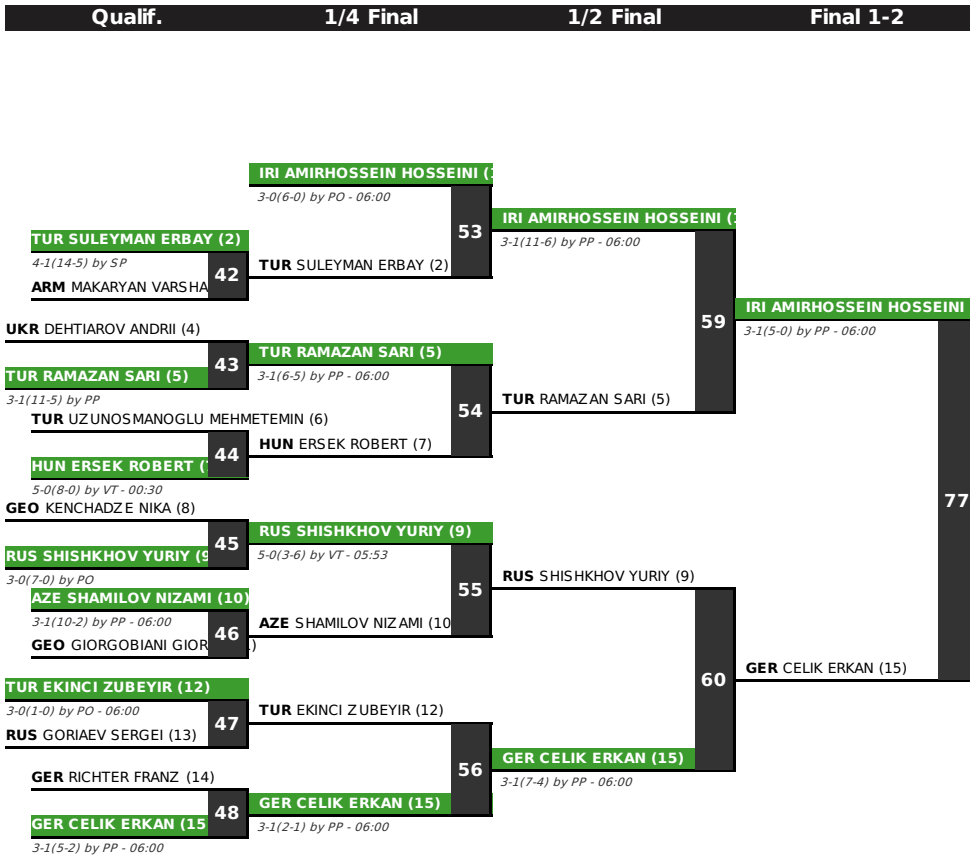 Qualif.
1/4 Final
1/2 Final
Final 1-2
TUR SULEYMAN ERBAY (2)
4-1(14-5) by SP
42
ARM MAKARYAN VARSHA
UKR DEHTIAROV ANDRII (4)
43
TUR RAMAZAN SARI (5)
3-1(11-5) by PP
TUR UZUNOSMANOGLU MEHMETEMIN (6)
44
HUN ERSEK ROBERT (
5-0(8-0) by VT - 00:30
GEO KENCHADZE NIKA (8)
45
RUS SHISHKHOV YURIY (9
3-0(7-0) by PO
AZE SHAMILOV NIZAMI (10)
3-1(10-2) by PP - 06:00
46
GEO GIORGOBIANI GIOR )
TUR EKINCI ZUBEYIR (12)
3-0(1-0) by PO - 06:00
47
RUS GORIAEV SERGEI (13)
GER RICHTER FRANZ (14)
48
GER CELIK ERKAN (15
3-1(5-2) by PP - 06:00
IRI AMIRHOSSEIN HOSSEINI (
3-0(6-0) by PO - 06:00
53
TUR SULEYMAN ERBAY (2)
TUR RAMAZAN SARI (5)
3-1(6-5) by PP - 06:00
54
HUN ERSEK ROBERT (7)
RUS SHISHKHOV YURIY (9)
5-0(3-6) by VT - 05:53
55
AZE SHAMILOV NIZAMI (10
TUR EKINCI ZUBEYIR (12)
56
GER CELIK ERKAN (15)
3-1(2-1) by PP - 06:00
IRI AMIRHOSSEIN HOSSEINI (
3-1(11-6) by PP - 06:00
59
TUR RAMAZAN SARI (5)
RUS SHISHKHOV YURIY (9)
60
GER CELIK ERKAN (15)
3-1(7-4) by PP - 06:00
IRI AMIRHOSSEIN HOSSEINI
3-1(5-0) by PP - 06:00
77
GER CELIK ERKAN (15)